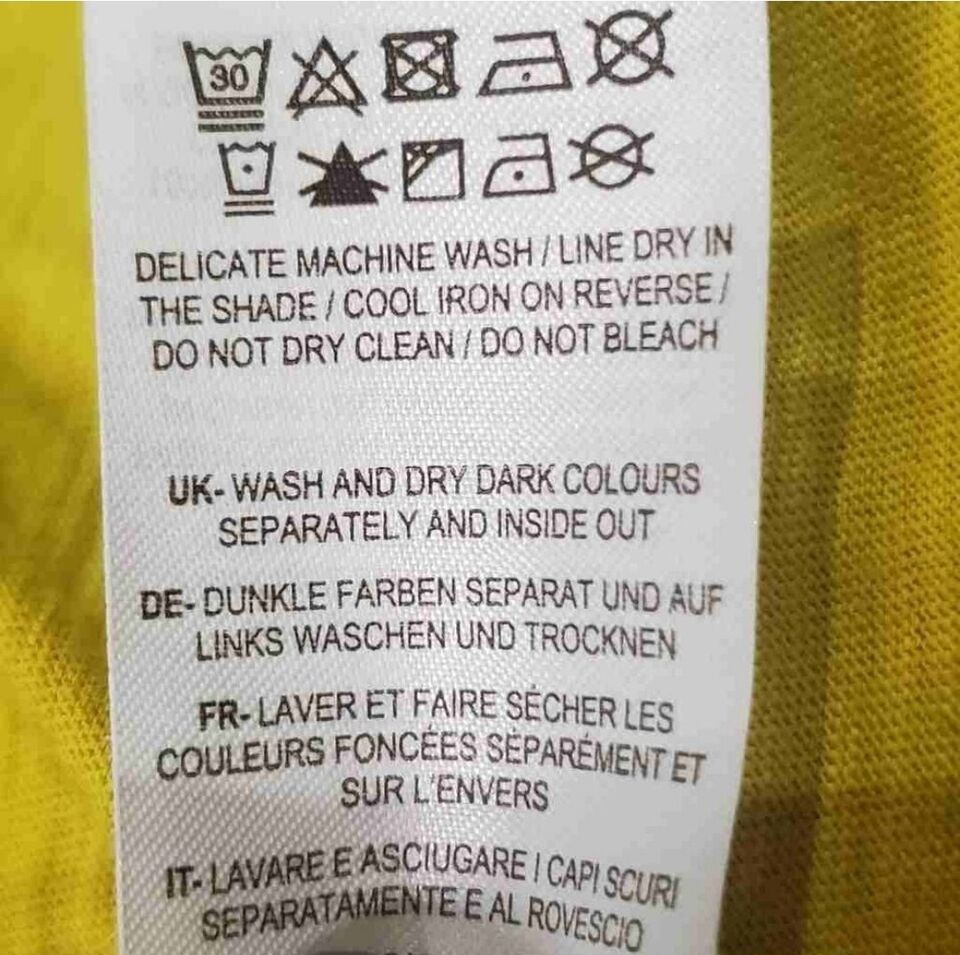 30
DELICATE MACHINE WASH / LINE DRY IN
THE SHADE / COOL IRON ON REVERSE /
DO NOT DRY CLEAN / DO NOT BLEACH
UK- WASH AND DRY DARK COLOURS
SEPARATELY AND INSIDE OUT
DE- DUNKLE FARBEN SEPARAT UND AUF
LINKS WASCHEN UND TROCKNEN
FR- LAVER ET FAIRE SÉCHER LES
COULEURS FONCÉES SÉPARÉMENT ET
SUR L'ENVERS
IT- LAVARE E ASCIUGARE I CAPI SCURI
SEPARATAMENTE E AL ROVESCIO